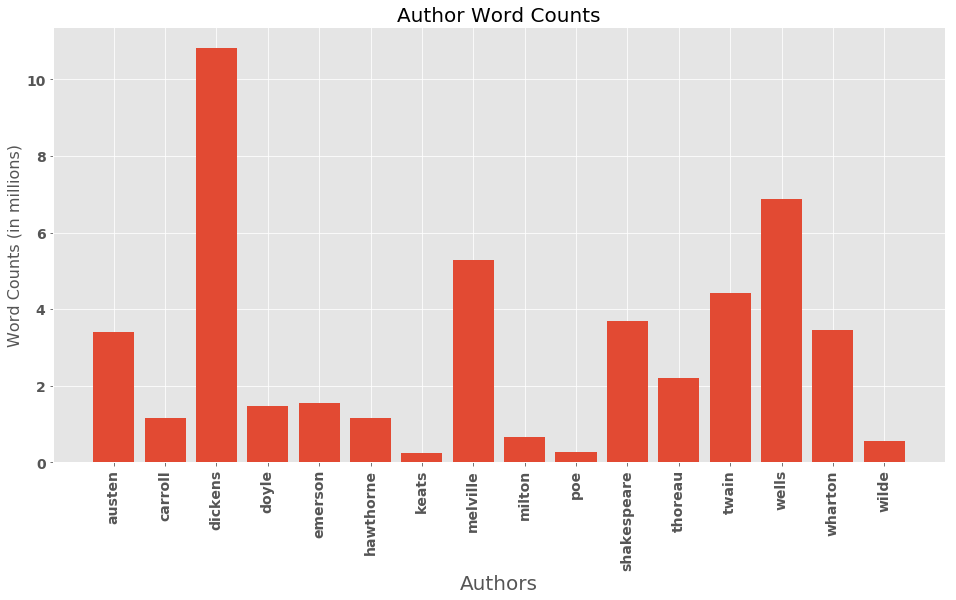 Author Word Counts
Word Counts (in millions)
10
8
6
4
2
0
austen
carroll
dickens
doyle
emerson
hawthorne
keats
melville
milton
poe
shakespeare
thoreau
twain
wells
wharton
wilde
Authors